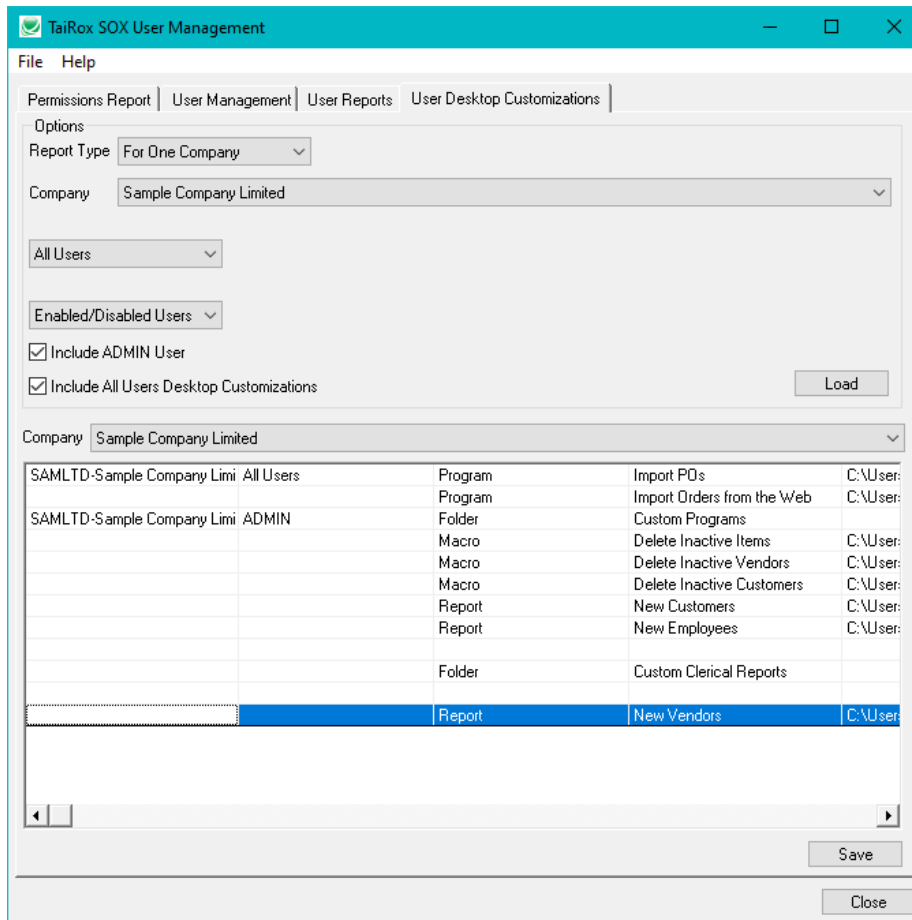 TaiRox SOX User Management
File Help
Permissions Report User Management User Reports User Desktop Customizations
Options
Report Type For One Company
Company Sample Company Limited
All Users
Enabled/Disabled Users
Include ADMIN User
Include All Users Desktop Customizations
Load
Company Sample Company Limited
SAMLTD-Sample Company Limi All Users Program Import POs C:\User
Program Import Orders from the Web C:\User
SAMLTD-Sample Company Limi ADMIN Folder Custom Programs
Macro Delete Inactive Items C:\User
Macro Delete Inactive Vendors C:\User
Macro Delete Inactive Customers C:\User
Report New Customers C:\User
Report New Employees C:\User
Folder Custom Clerical Reports
Report New Vendors C:\User
Save
Close